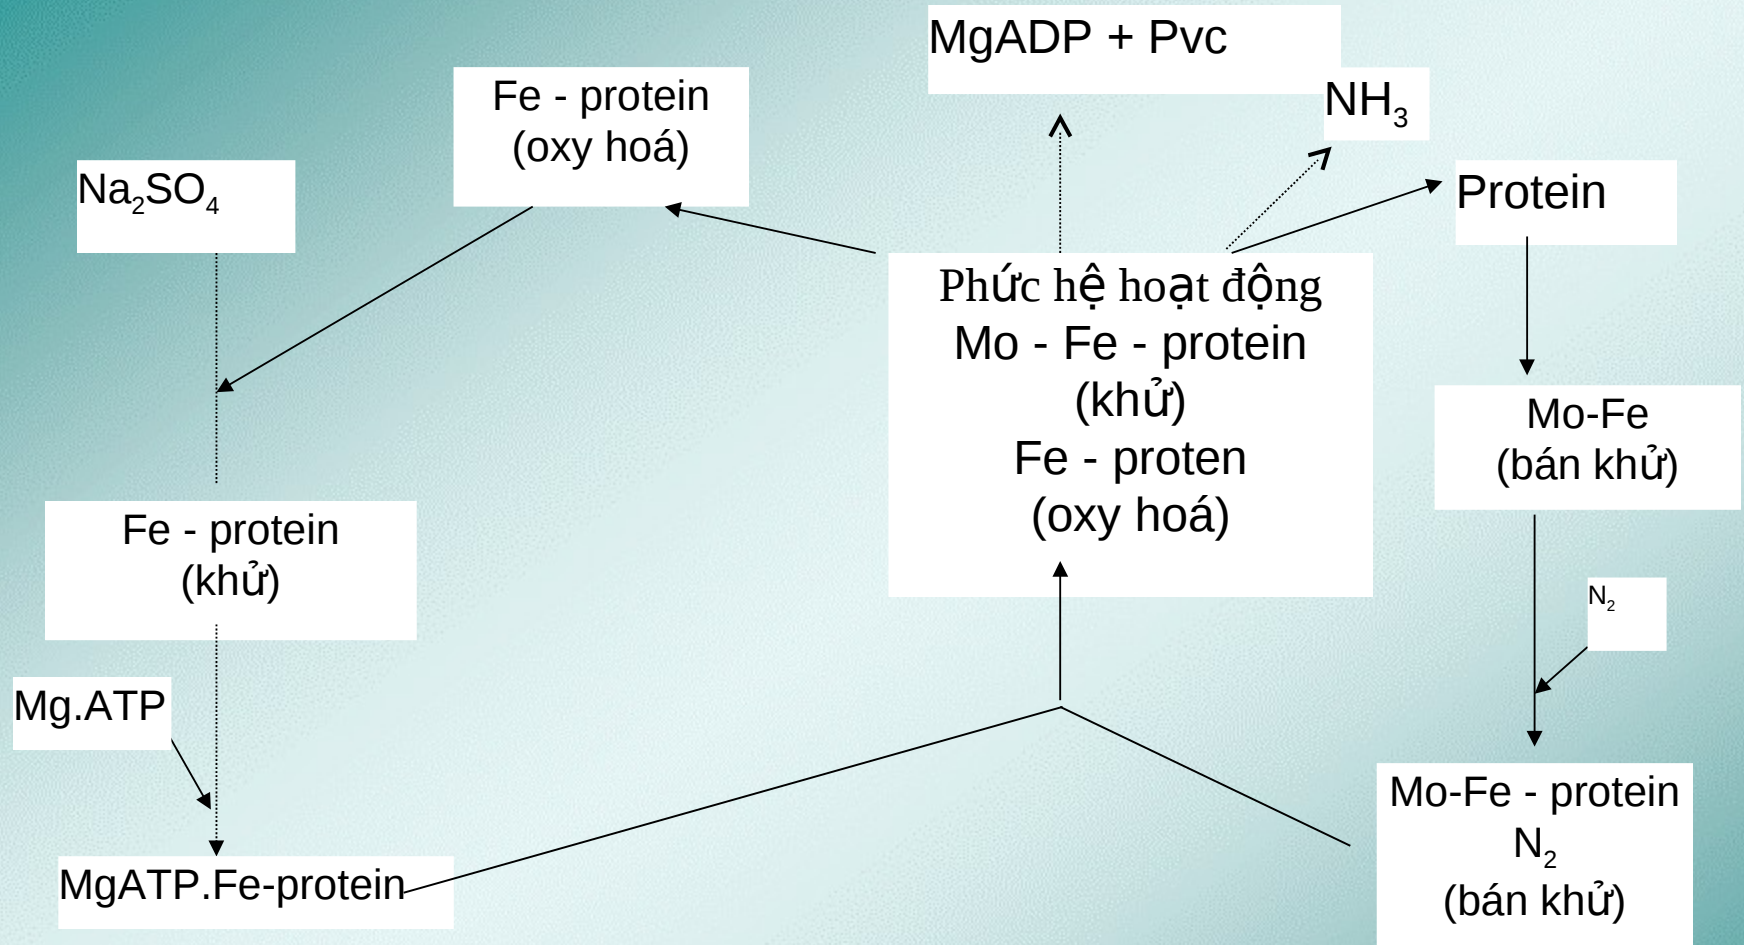 MgADP + Pvc
Fe - protein
(oxy hoá)
NH₃
Na₂SO₄
Protein
Phức hệ hoạt động
Mo - Fe - protein
(khử)
Fe - proten
(oxy hoá)
Mo-Fe
(bán khử)
Fe - protein
(khử)
N₂
Mg.ATP
Mo-Fe - protein
N₂
(bán khử)
MgATP.Fe-protein